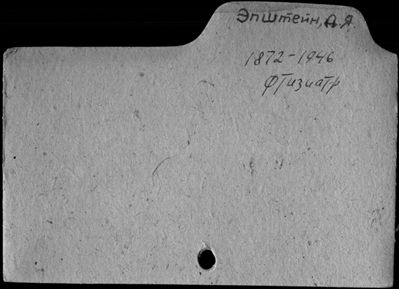 Эпштейн, А.Я.
1872-1946
фтизиатр